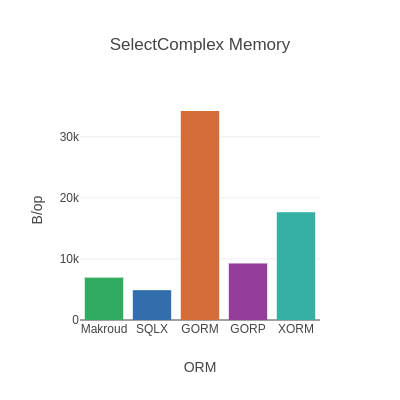 SelectComplex Memory
30k
20k
10k
0
B/op
Makroud SQLX GORM GORP XORM
ORM